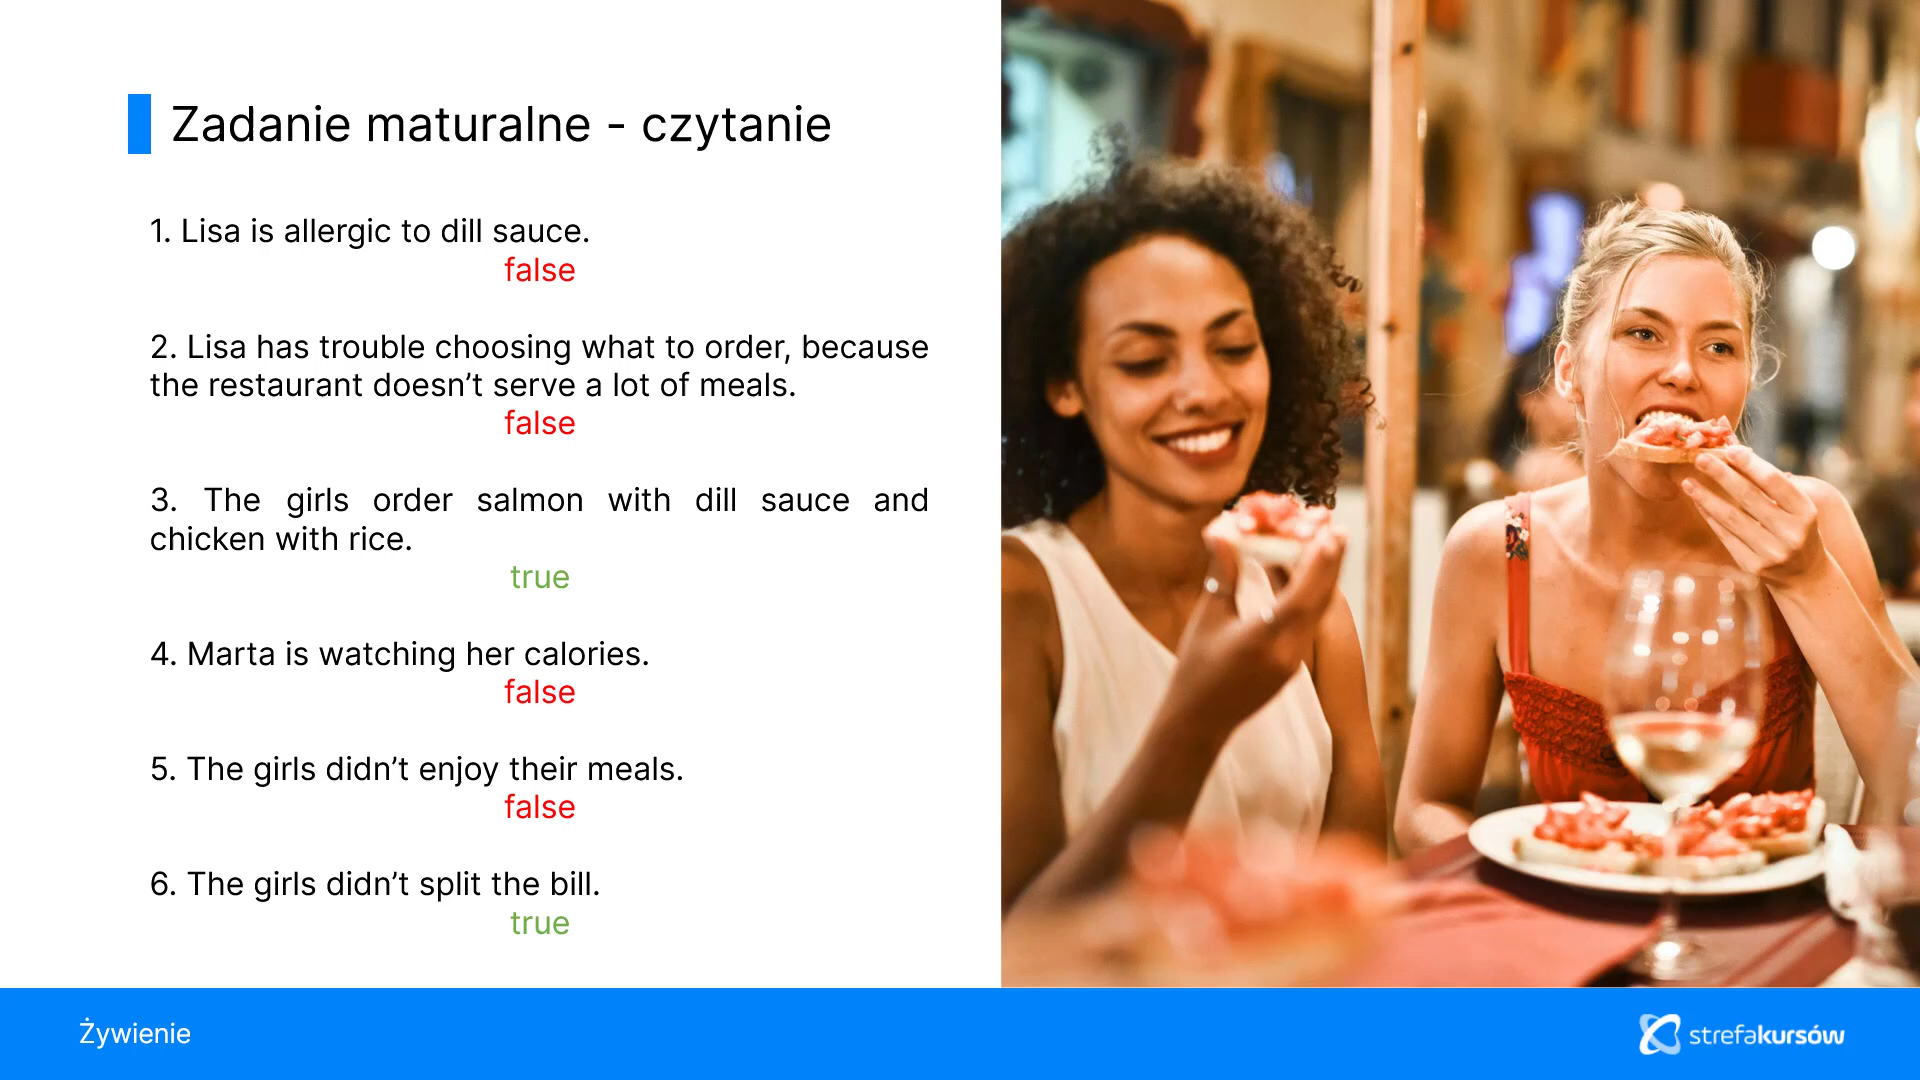 Zadanie maturalne - czytanie
1. Lisa is allergic to dill sauce.
false
2. Lisa has trouble choosing what to order, because
the restaurant doesn’t serve a lot of meals.
false
3. The girls order salmon with dill sauce and
chicken with rice.
true
4. Marta is watching her calories.
false
5. The girls didn’t enjoy their meals.
false
6. The girls didn’t split the bill.
true
Żywienie
strefakursów